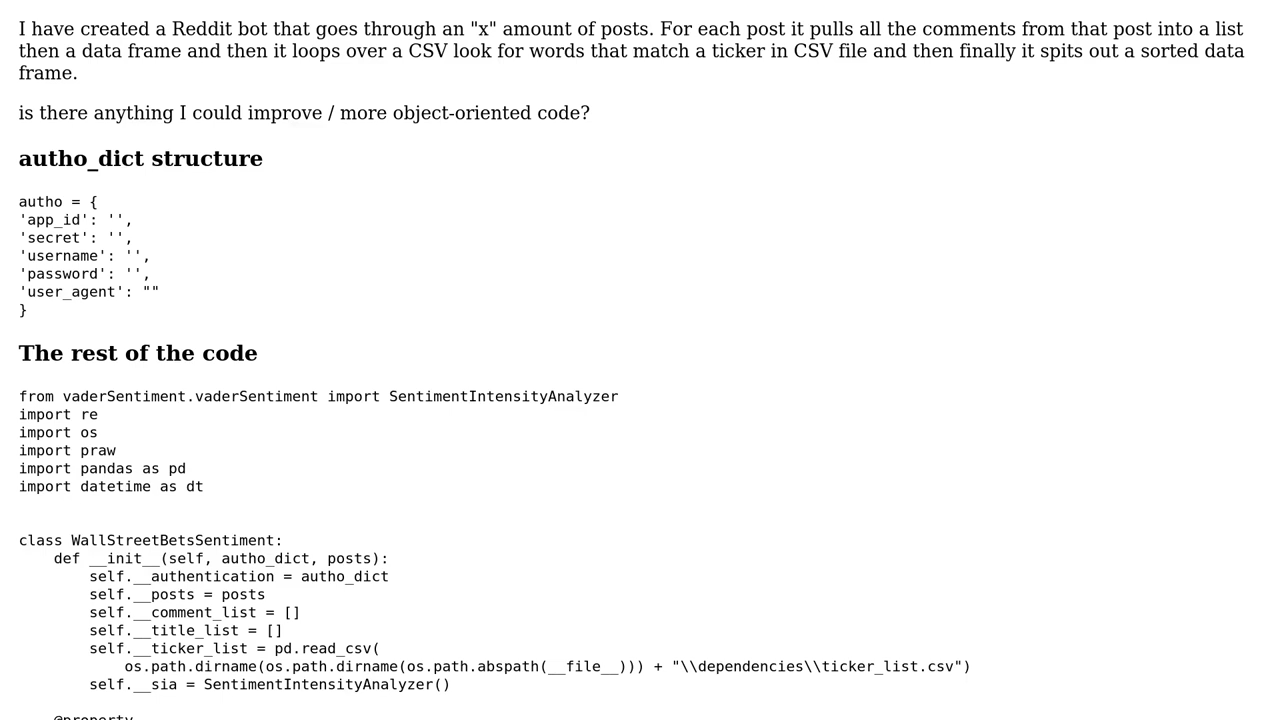 I have created a Reddit bot that goes through an "x" amount of posts. For each post it pulls all the comments from that post into a list
then a data frame and then it loops over a CSV look for words that match a ticker in CSV file and then finally it spits out a sorted data
frame.
is there anything I could improve / more object-oriented code?
autho_dict structure
autho = {
'app_id': '',
'secret': '',
'username': '',
'password': '',
'user_agent': ""
}
The rest of the code
from vaderSentiment.vaderSentiment import SentimentIntensityAnalyzer
import re
import os
import praw
import pandas as pd
import datetime as dt
class WallStreetBetsSentiment:
    def __init__(self, autho_dict, posts):
        self.__authentication = autho_dict
        self.__posts = posts
        self.__comment_list = []
        self.__title_list = []
        self.__ticker_list = pd.read_csv(
            os.path.dirname(os.path.dirname(os.path.abspath(__file__))) + "\\dependencies\\ticker_list.csv")
        self.__sia = SentimentIntensityAnalyzer()
    @property